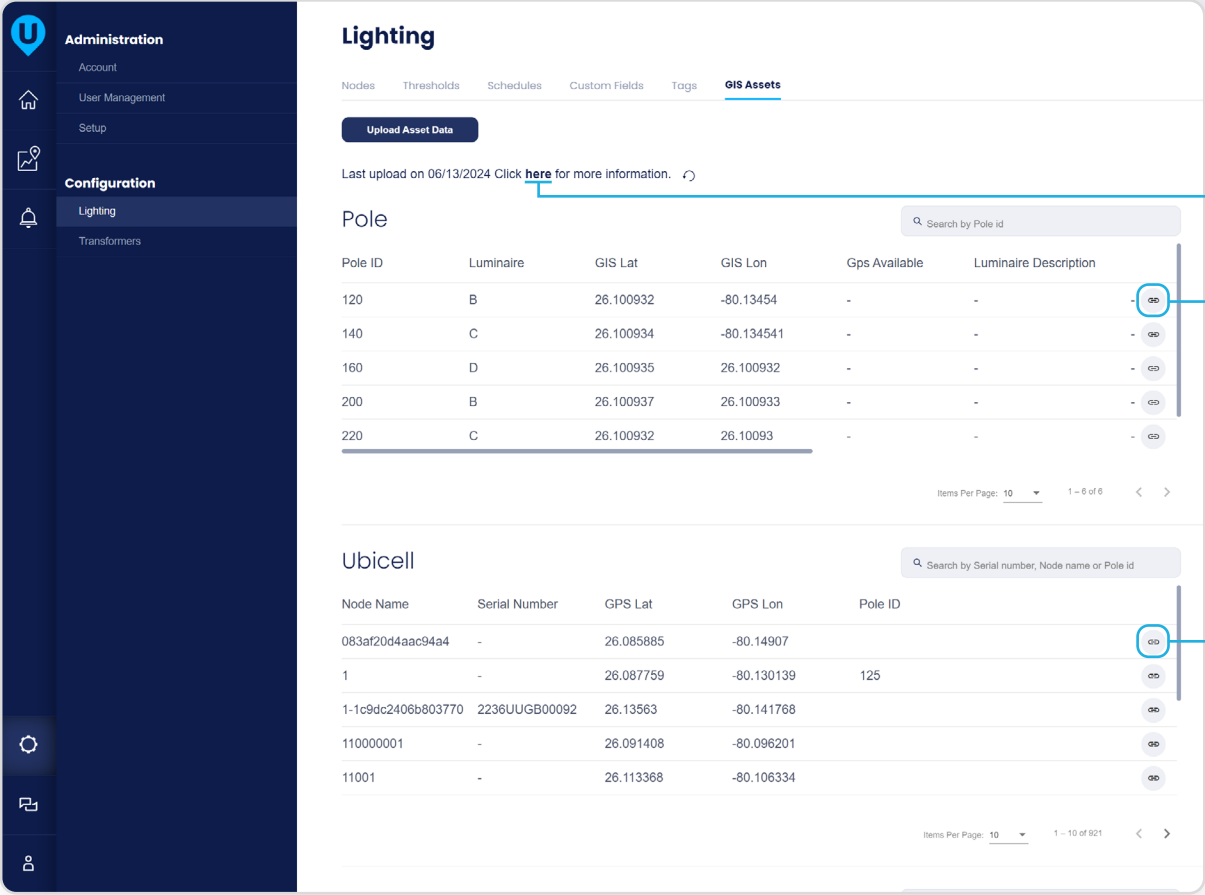 U
Administration
Account
User Management
Setup
Configuration
Lighting
Transformers
Lighting
Nodes Thresholds Schedules Custom Fields Tags GIS Assets
Upload Asset Data
Last upload on 06/13/2024 Click here for more information.
Pole
Search by Pole id
Pole ID Luminaire GIS Lat GIS Lon Gps Available Luminaire Description
120 B 26.100932 -80.13454 - - -
140 C 26.100934 -80.134541 - - -
160 D 26.100935 26.100932 - - -
200 B 26.100937 26.100933 - - -
220 C 26.100932 26.10093 - - -
Items Per Page: 10 1 – 6 of 6
Ubicell
Search by Serial number, Node name or Pole id
Node Name Serial Number GPS Lat GPS Lon Pole ID
083af20d4aac94a4 - 26.085885 -80.14907
1 - 26.087759 -80.130139 125
1-1c9dc2406b803770 2236UUGB00092 26.13563 -80.141768
110000001 - 26.091408 -80.096201
11001 - 26.113368 -80.106334
Items Per Page: 10 1 – 10 of 921